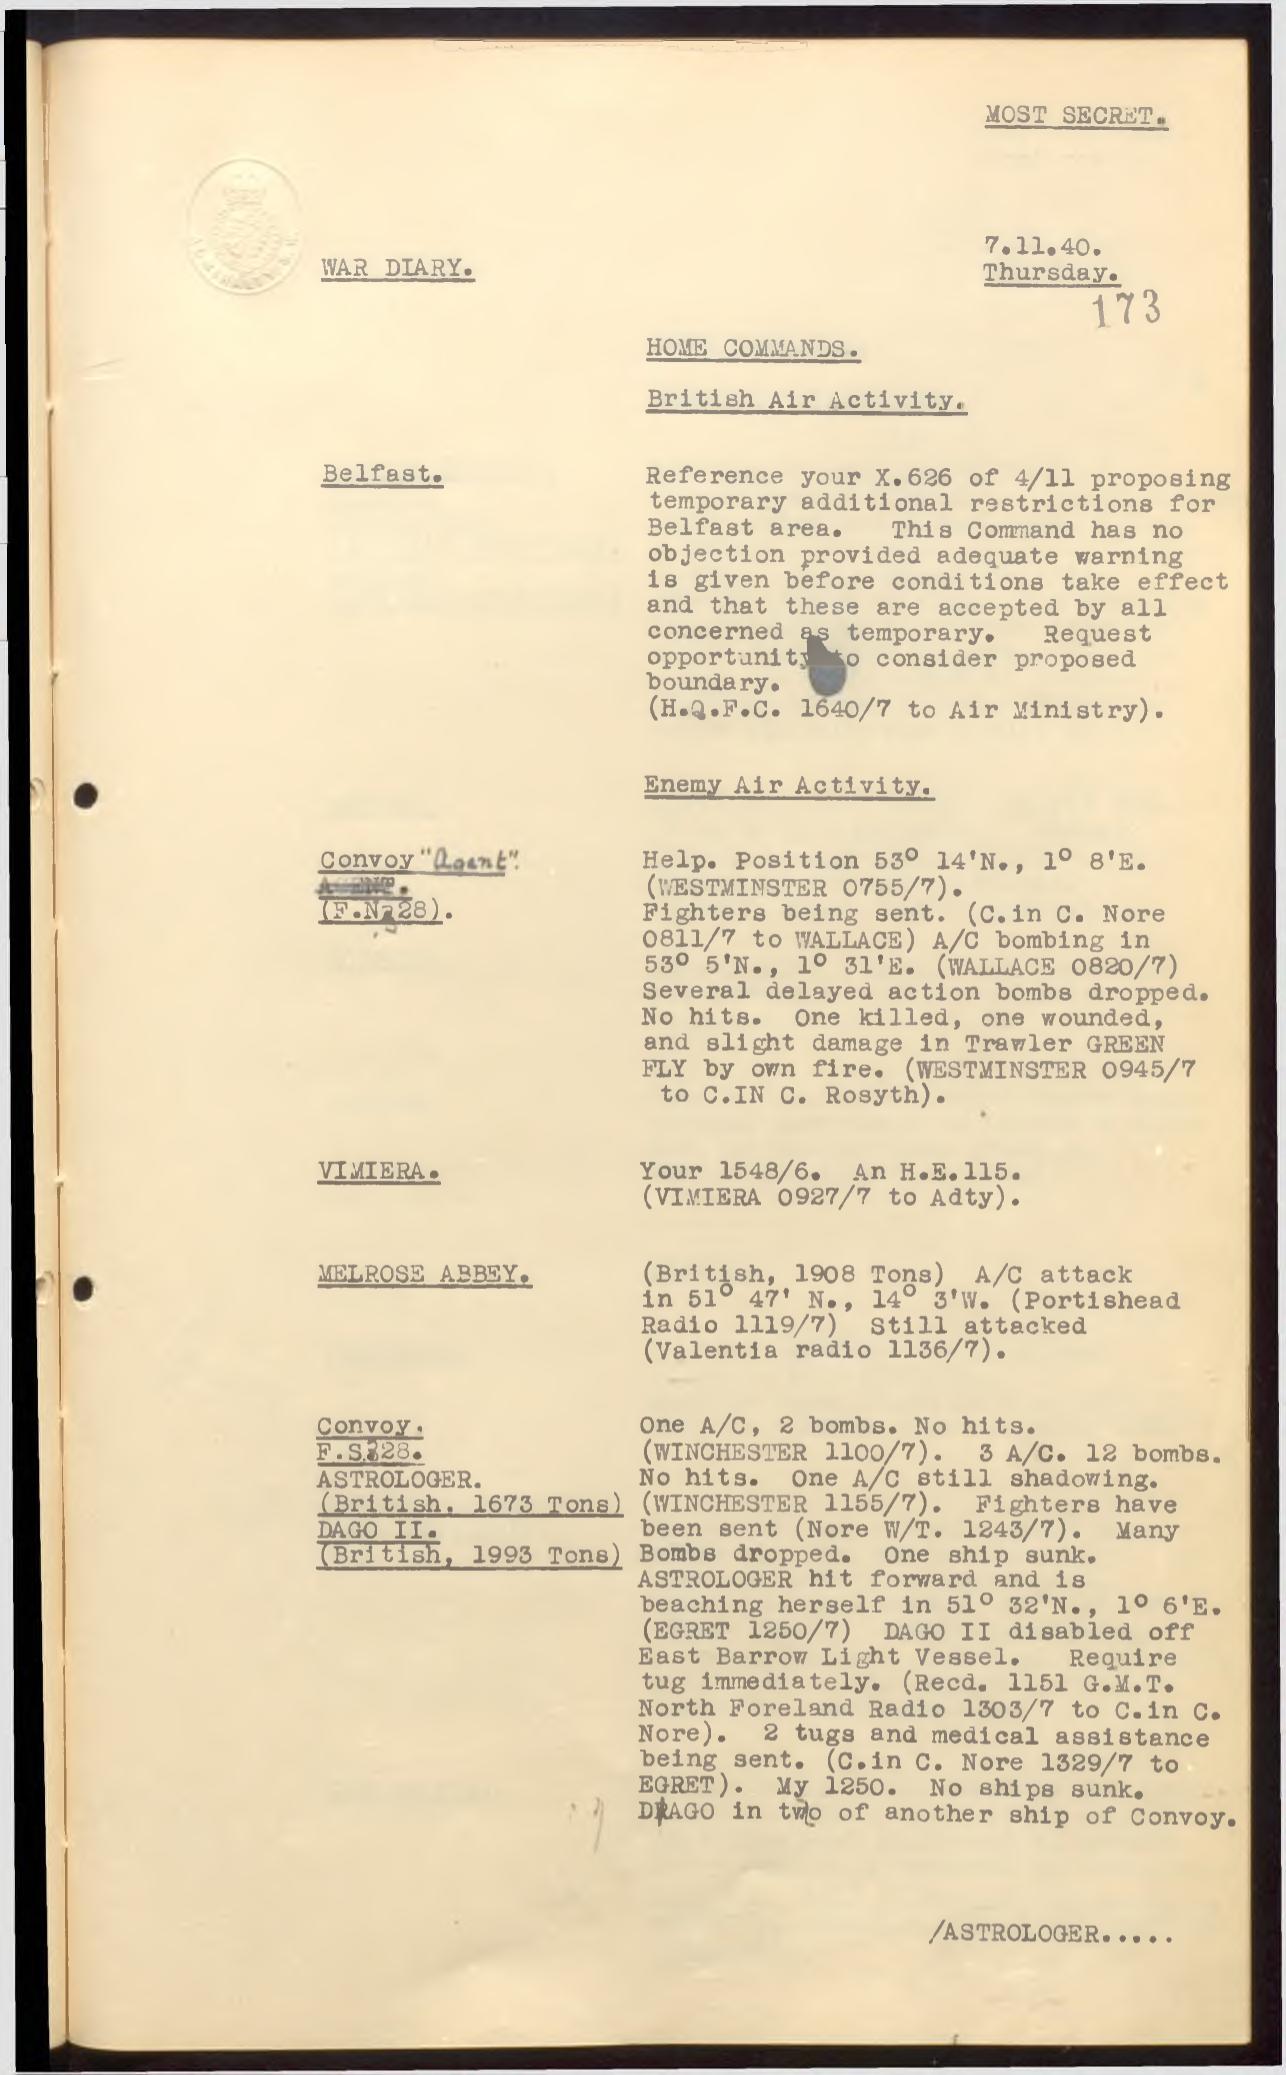 MOST SECRET.
7.11.40.
WAR DIARY.
Thursday.
173
HOME COMMANDS.
British Air Activity.
Belfast.
Reference your X.626 of 4/11 proposing
temporary additional restrictions for
Belfast area. This Command has no
objection provided adequate warning
is given before conditions take effect
and that these are accepted by all
concerned as temporary. Request
opportunity to consider proposed
boundary.
(H.Q.F.C. 1640/7 to Air Ministry).
Enemy Air Activity.
Convoy "Agent".
(F.N. 28).
Help. Position 53° 14'N., 1° 8'E.
(WESTMINSTER 0755/7).
Fighters being sent. (C.in C. Nore
0811/7 to WALLACE) A/C bombing in
53° 5'N., 1° 31'E. (WALLACE 0820/7)
Several delayed action bombs dropped.
No hits. One killed, one wounded,
and slight damage in Trawler GREEN
FLY by own fire. (WESTMINSTER 0945/7
to C.IN C. Rosyth).
VIMIERA.
Your 1548/6. An H.E.115.
(VIMIERA 0927/7 to Adty).
MELROSE ABBEY.
(British, 1908 Tons) A/C attack
in 51° 47' N., 14° 3'W. (Portishead
Radio 1119/7) Still attacked
(Valentia radio 1136/7).
Convoy.
F.S. 28.
ASTROLOGER.
(British, 1673 Tons)
DAGO II.
(British, 1993 Tons)
One A/C, 2 bombs. No hits.
(WINCHESTER 1100/7). 3 A/C. 12 bombs.
No hits. One A/C still shadowing.
(WINCHESTER 1155/7). Fighters have
been sent (Nore W/T. 1243/7). Many
Bombs dropped. One ship sunk.
ASTROLOGER hit forward and is
beaching herself in 51° 32'N., 1° 6'E.
(EGRET 1250/7) DAGO II disabled off
East Barrow Light Vessel. Require
tug immediately. (Recd. 1151 G.M.T.
North Foreland Radio 1303/7 to C.in C.
Nore). 2 tugs and medical assistance
being sent. (C.in C. Nore 1329/7 to
EGRET). My 1250. No ships sunk.
DAGO in tow of another ship of Convoy.
/ASTROLOGER.....